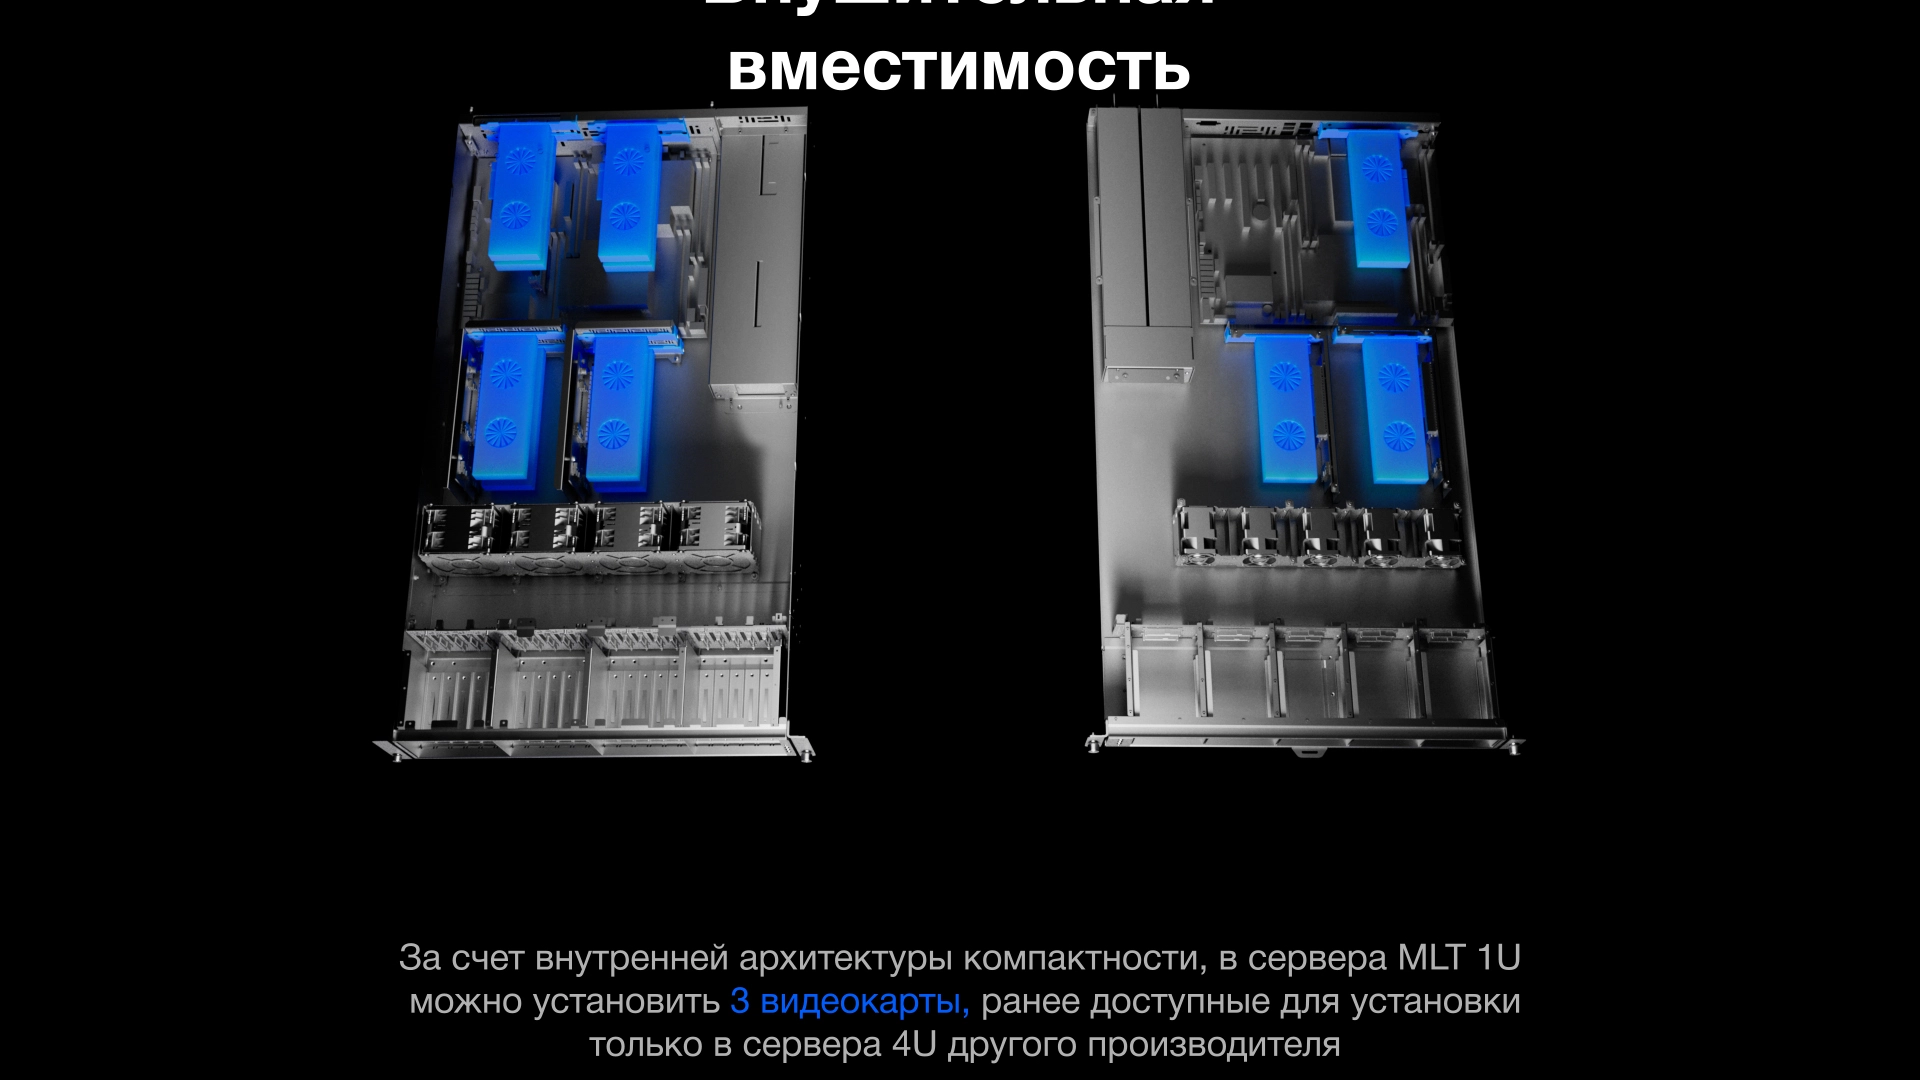 Внушительная
вместимость
За счет внутренней архитектуры компактности, в сервера MLT 1U
можно установить 3 видеокарты, ранее доступные для установки
только в сервера 4U другого производителя